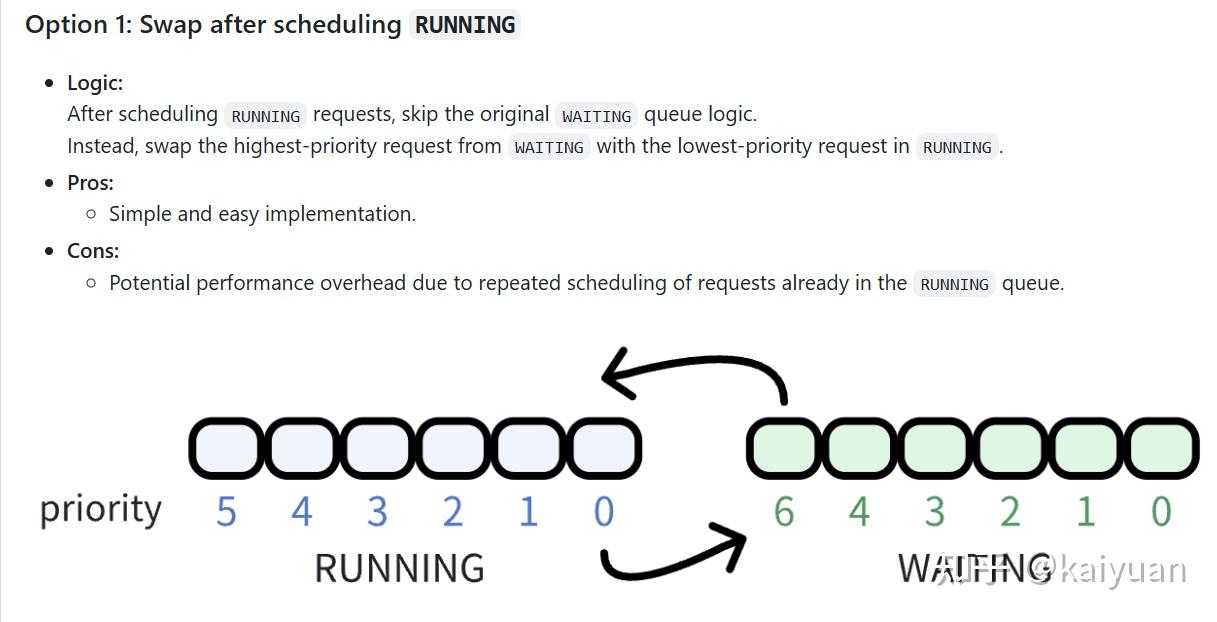 Option 1: Swap after scheduling RUNNING
Logic:
After scheduling RUNNING requests, skip the original WAITING queue logic.
Instead, swap the highest-priority request from WAITING with the lowest-priority request in RUNNING.
Pros:
Simple and easy implementation.
Cons:
Potential performance overhead due to repeated scheduling of requests already in the RUNNING queue.
priority 5 4 3 2 1 0 6 4 3 2 1 0
RUNNING WAITING
知乎 @kaiyuan